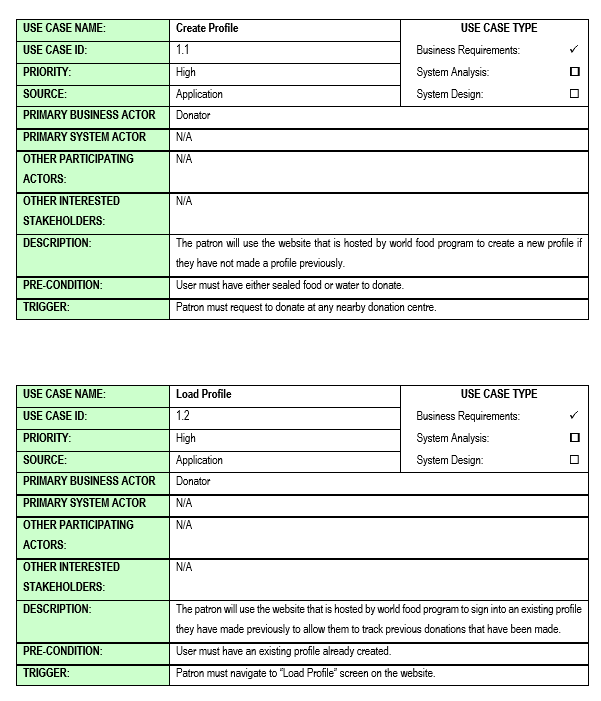 USE CASE NAME: Create Profile USE CASE TYPE
USE CASE ID: 1.1 Business Requirements: ✓
PRIORITY: High System Analysis: ☐
SOURCE: Application System Design: ☐
PRIMARY BUSINESS ACTOR Donator
PRIMARY SYSTEM ACTOR N/A
OTHER PARTICIPATING N/A
ACTORS:
OTHER INTERESTED N/A
STAKEHOLDERS:
DESCRIPTION: The patron will use the website that is hosted by world food program to create a new profile if
they have not made a profile previously.
PRE-CONDITION: User must have either sealed food or water to donate.
TRIGGER: Patron must request to donate at any nearby donation centre.
USE CASE NAME: Load Profile USE CASE TYPE
USE CASE ID: 1.2 Business Requirements: ✓
PRIORITY: High System Analysis: ☐
SOURCE: Application System Design: ☐
PRIMARY BUSINESS ACTOR Donator
PRIMARY SYSTEM ACTOR N/A
OTHER PARTICIPATING N/A
ACTORS:
OTHER INTERESTED N/A
STAKEHOLDERS:
DESCRIPTION: The patron will use the website that is hosted by world food program to sign into an existing profile
they have made previously to allow them to track previous donations that have been made.
PRE-CONDITION: User must have an existing profile already created.
TRIGGER: Patron must navigate to “Load Profile” screen on the website.